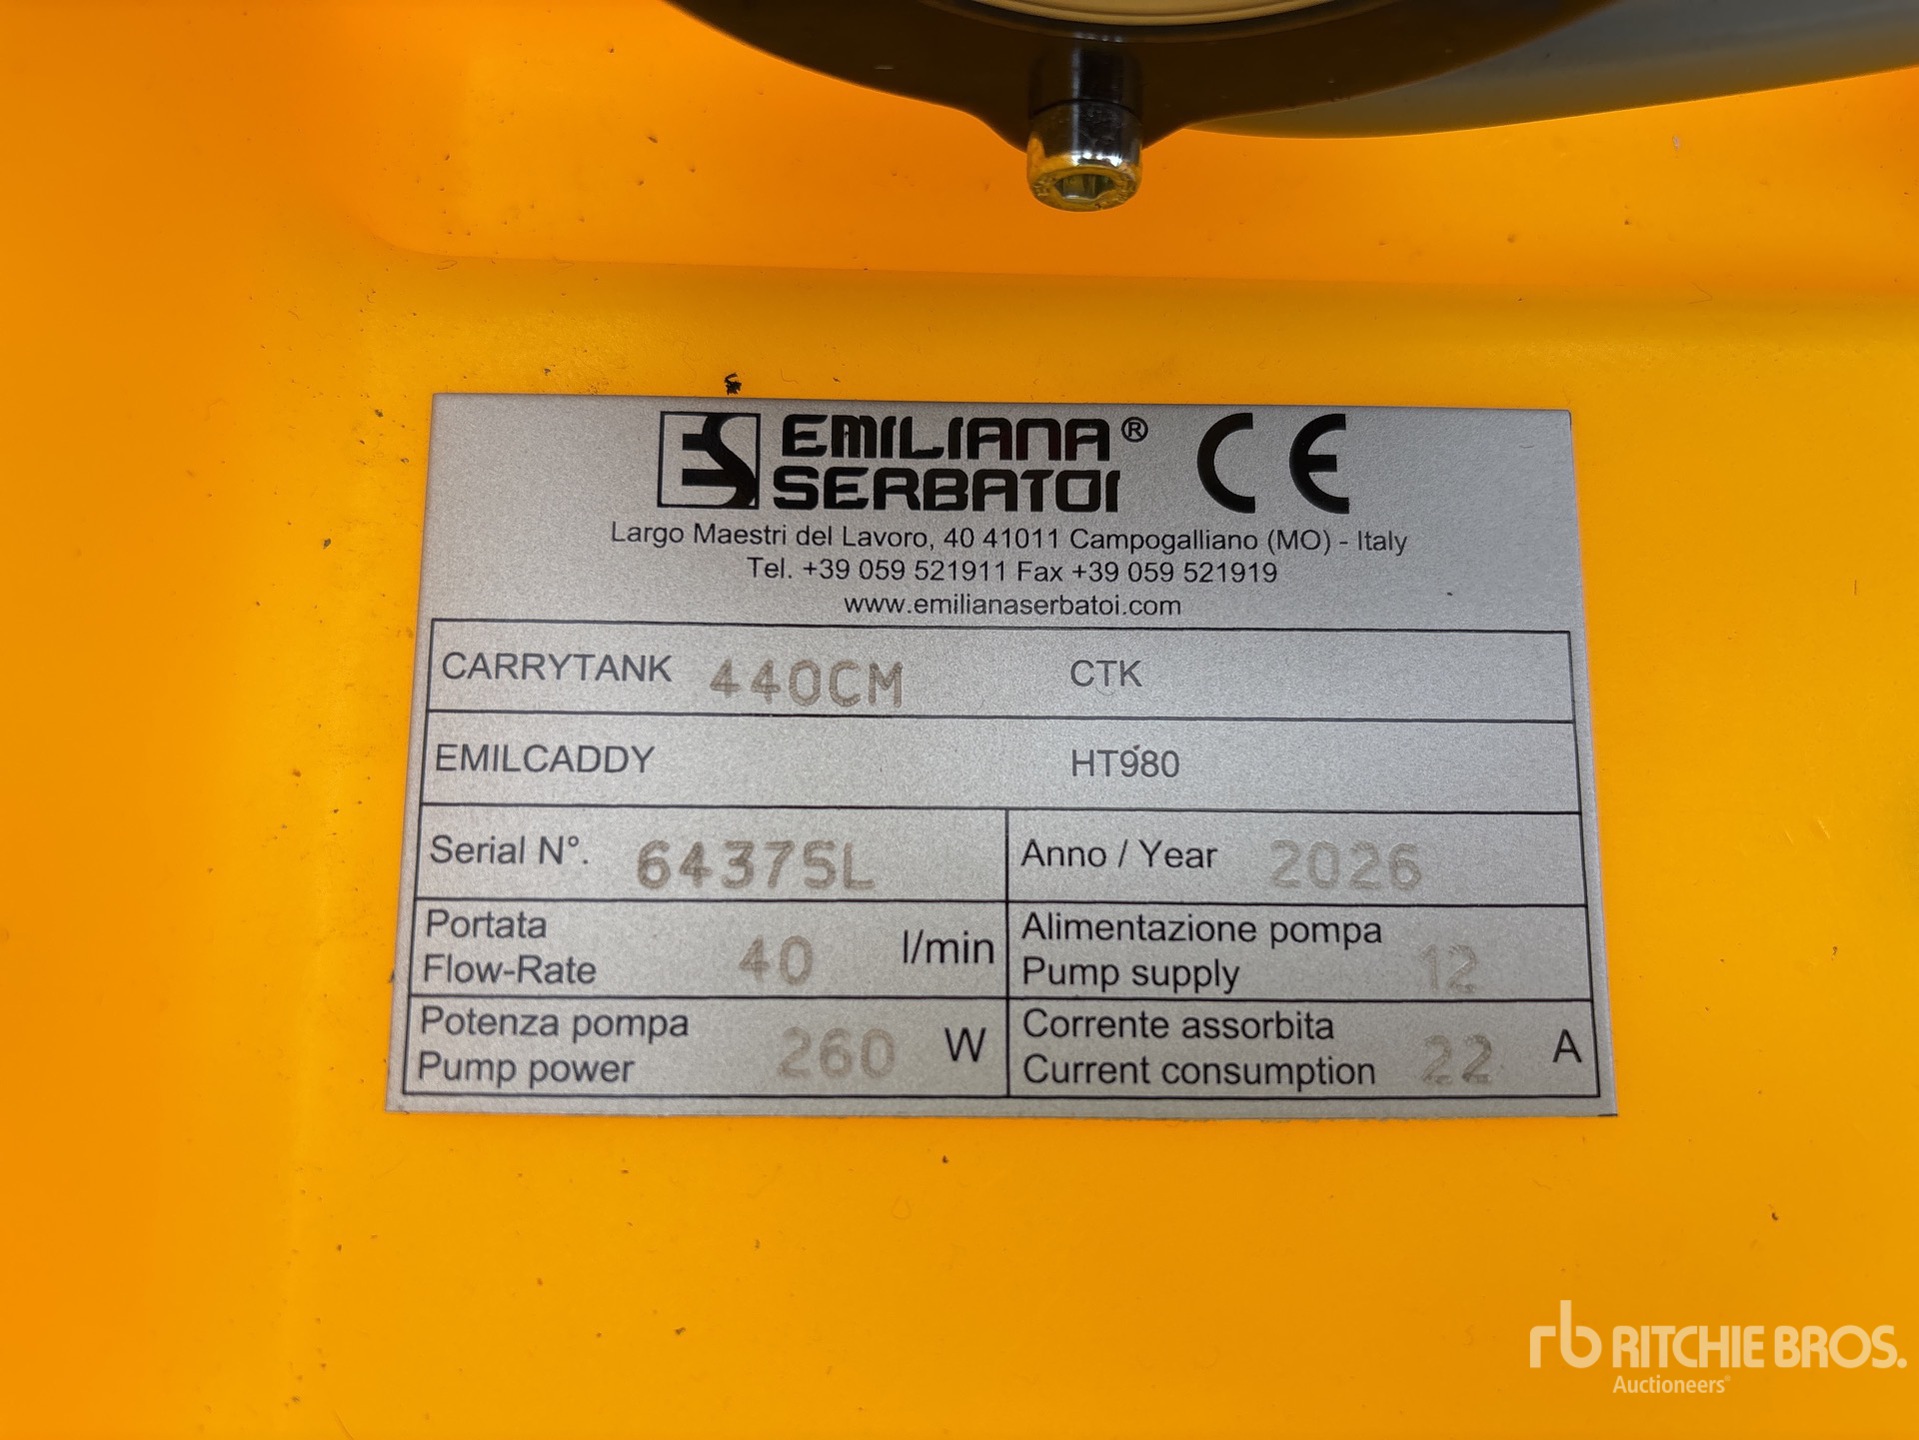 ES EMILIANA® CE
SERBATOI
Largo Maestri del Lavoro, 40 41011 Campogalliano (MO) - Italy
Tel. +39 059 521911 Fax +39 059 521919
www.emilianaserbatoi.com
CARRYTANK 440CM CTK
EMILCADDY HT980
Serial N°. 64375L Anno / Year 2026
Portata
Flow-Rate 40 l/min
Alimentazione pompa
Pump supply 12
Potenza pompa
Pump power 260 W
Corrente assorbita
Current consumption 22 A
rb RITCHIE BROS.
Auctioneers